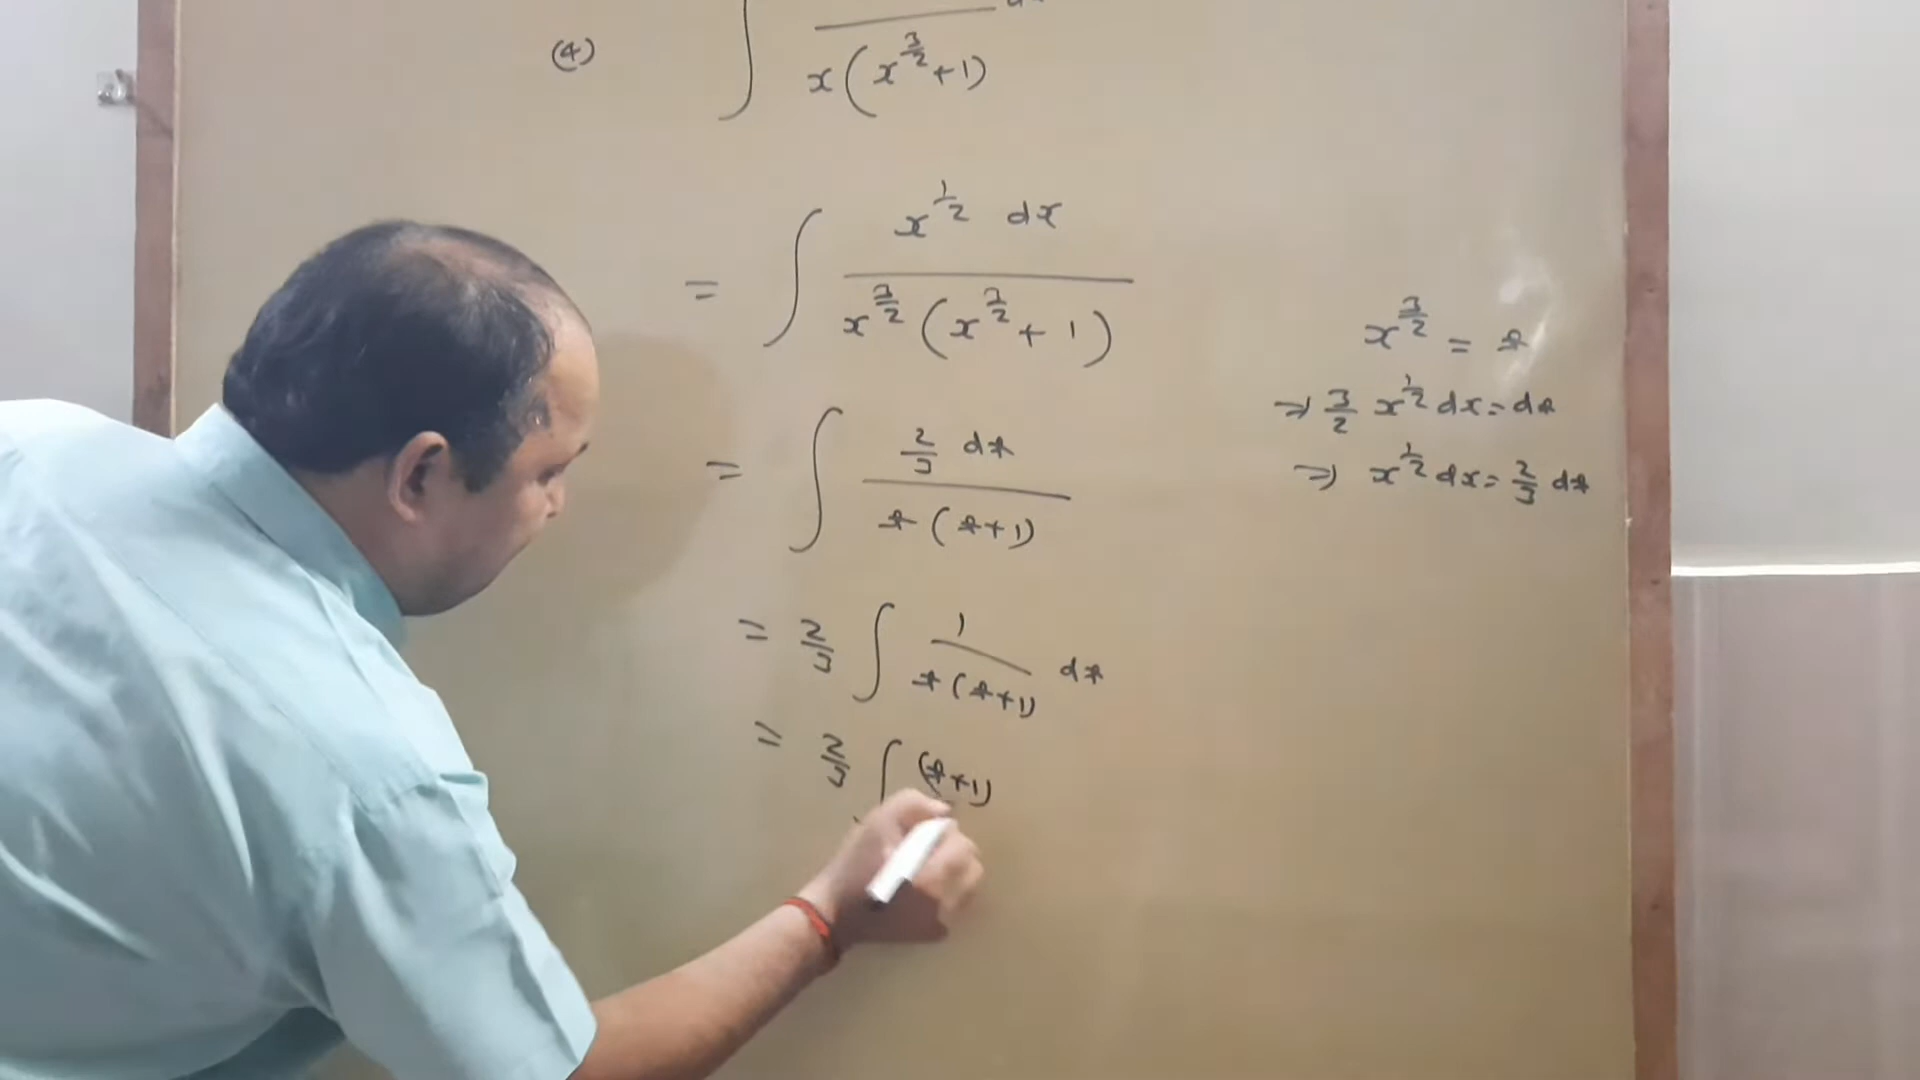 (4) ∫ / x(x^{3/2}+1)
= ∫ x^{1/2} dx / x^{3/2}(x^{3/2}+1)
x^{3/2} = t
⇒ 3/2 x^{1/2} dx = dt
= ∫ 2/3 dt / t(t+1)
⇒ x^{1/2} dx = 2/3 dt
= 2/3 ∫ 1 / t(t+1) dt
= 2/3 ∫ (t+1)